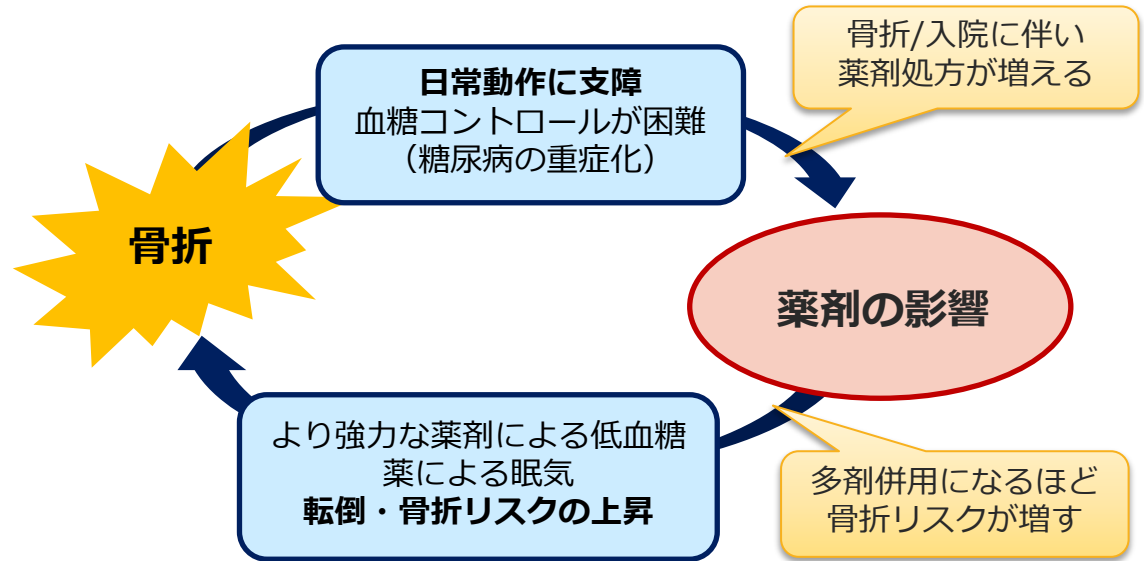 骨折/入院に伴い
薬剤処方が増える
日常動作に支障
血糖コントロールが困難
（糖尿病の重症化）
骨折
薬剤の影響
より強力な薬剤による低血糖
薬による眠気
転倒・骨折リスクの上昇
多剤併用になるほど
骨折リスクが増す